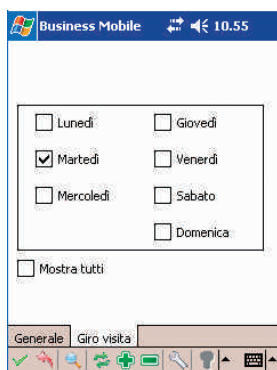 Business Mobile 10.55
Lunedì Giovedì
Martedì Venerdì
Mercoledì Sabato
Domenica
Mostra tutti
Generale Giro visita